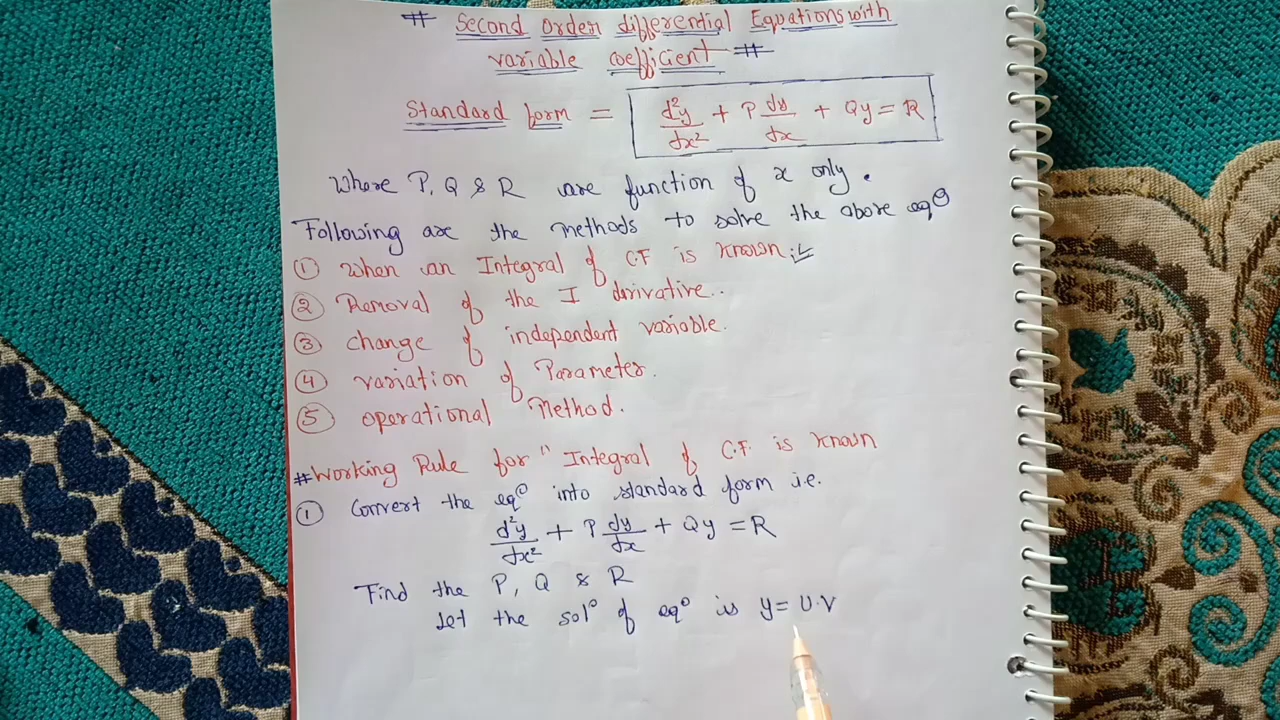 # Second order differential Equations with
variable coefficient #
Standard form = d²y/dx² + P dy/dx + Qy = R
Where P, Q & R are function of x only.
Following are the methods to solve the above eqⁿ
① When an Integral of C.F is known.
② Removal of the I derivative..
③ change of independent variable.
④ variation of Parameter.
⑤ operational Method.
# Working Rule for " Integral of C.F. is known
① Convert the eqⁿ into standard form i.e.
d²y/dx² + P dy/dx + Qy = R
Find the P, Q & R
Let the solⁿ of eqⁿ is y = U.V